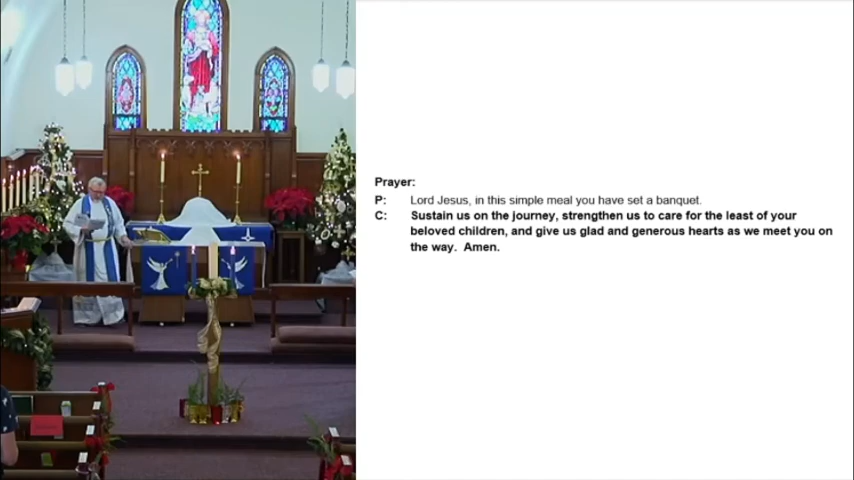 Prayer:
P: Lord Jesus, in this simple meal you have set a banquet.
C: Sustain us on the journey, strengthen us to care for the least of your
beloved children, and give us glad and generous hearts as we meet you on
the way.  Amen.